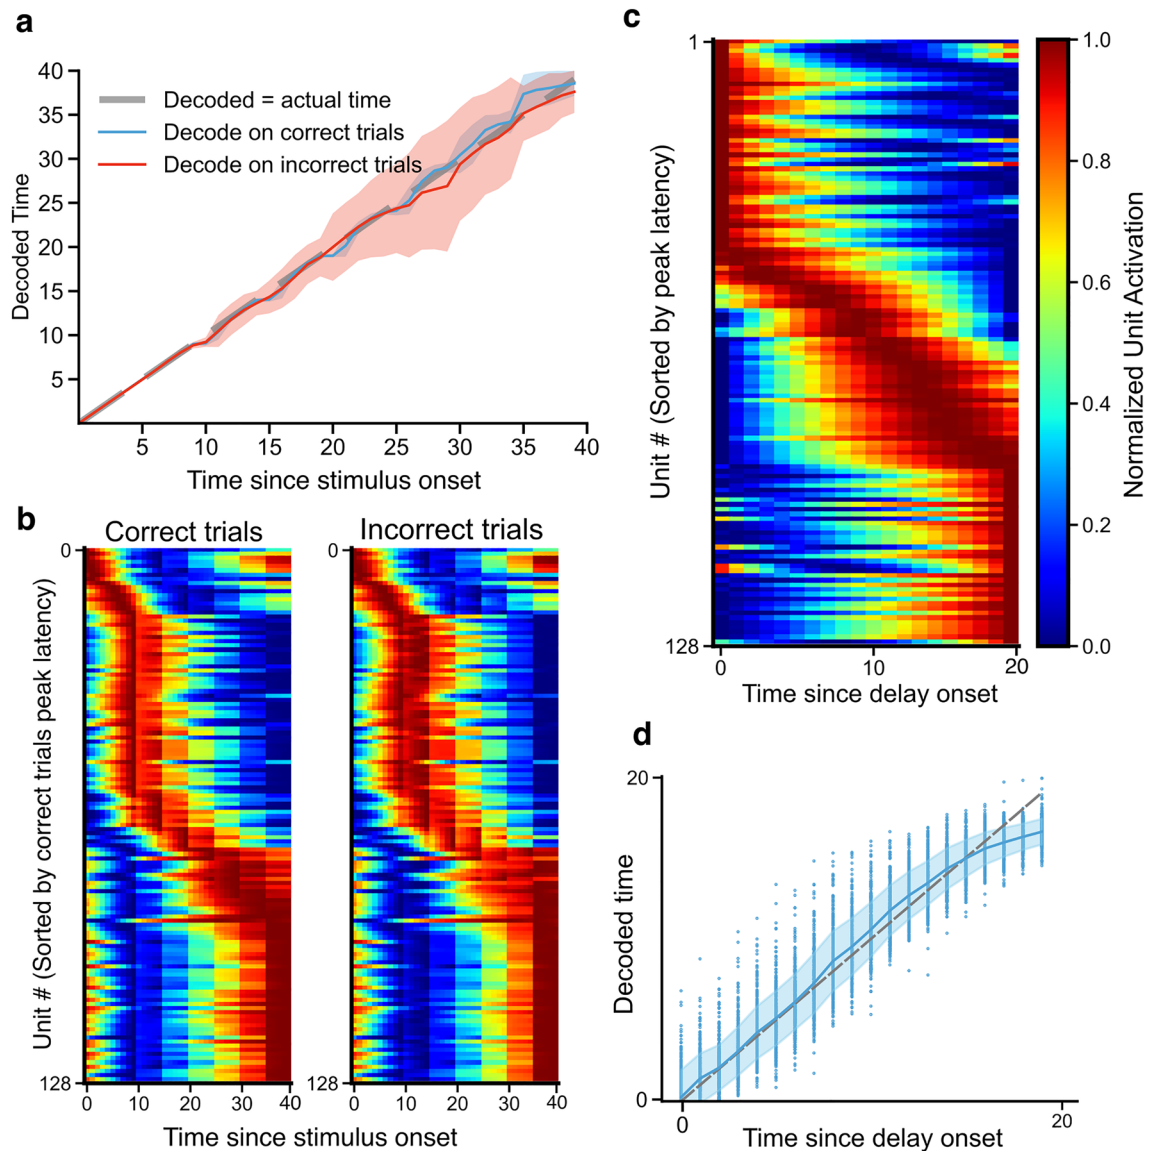 a
40
35
30
25
20
15
10
5
Decoded Time
Decoded = actual time
Decode on correct trials
Decode on incorrect trials
5 10 15 20 25 30 35 40
Time since stimulus onset
b
Correct trials
Incorrect trials
0
128
0
128
Unit # (Sorted by correct trials peak latency)
0 10 20 30 40
0 10 20 30 40
Time since stimulus onset
c
1
128
Unit # (Sorted by peak latency)
0 10 20
Time since delay onset
1.0
0.8
0.6
0.4
0.2
0.0
Normalized Unit Activation
d
20
0
Decoded time
0 20
Time since delay onset